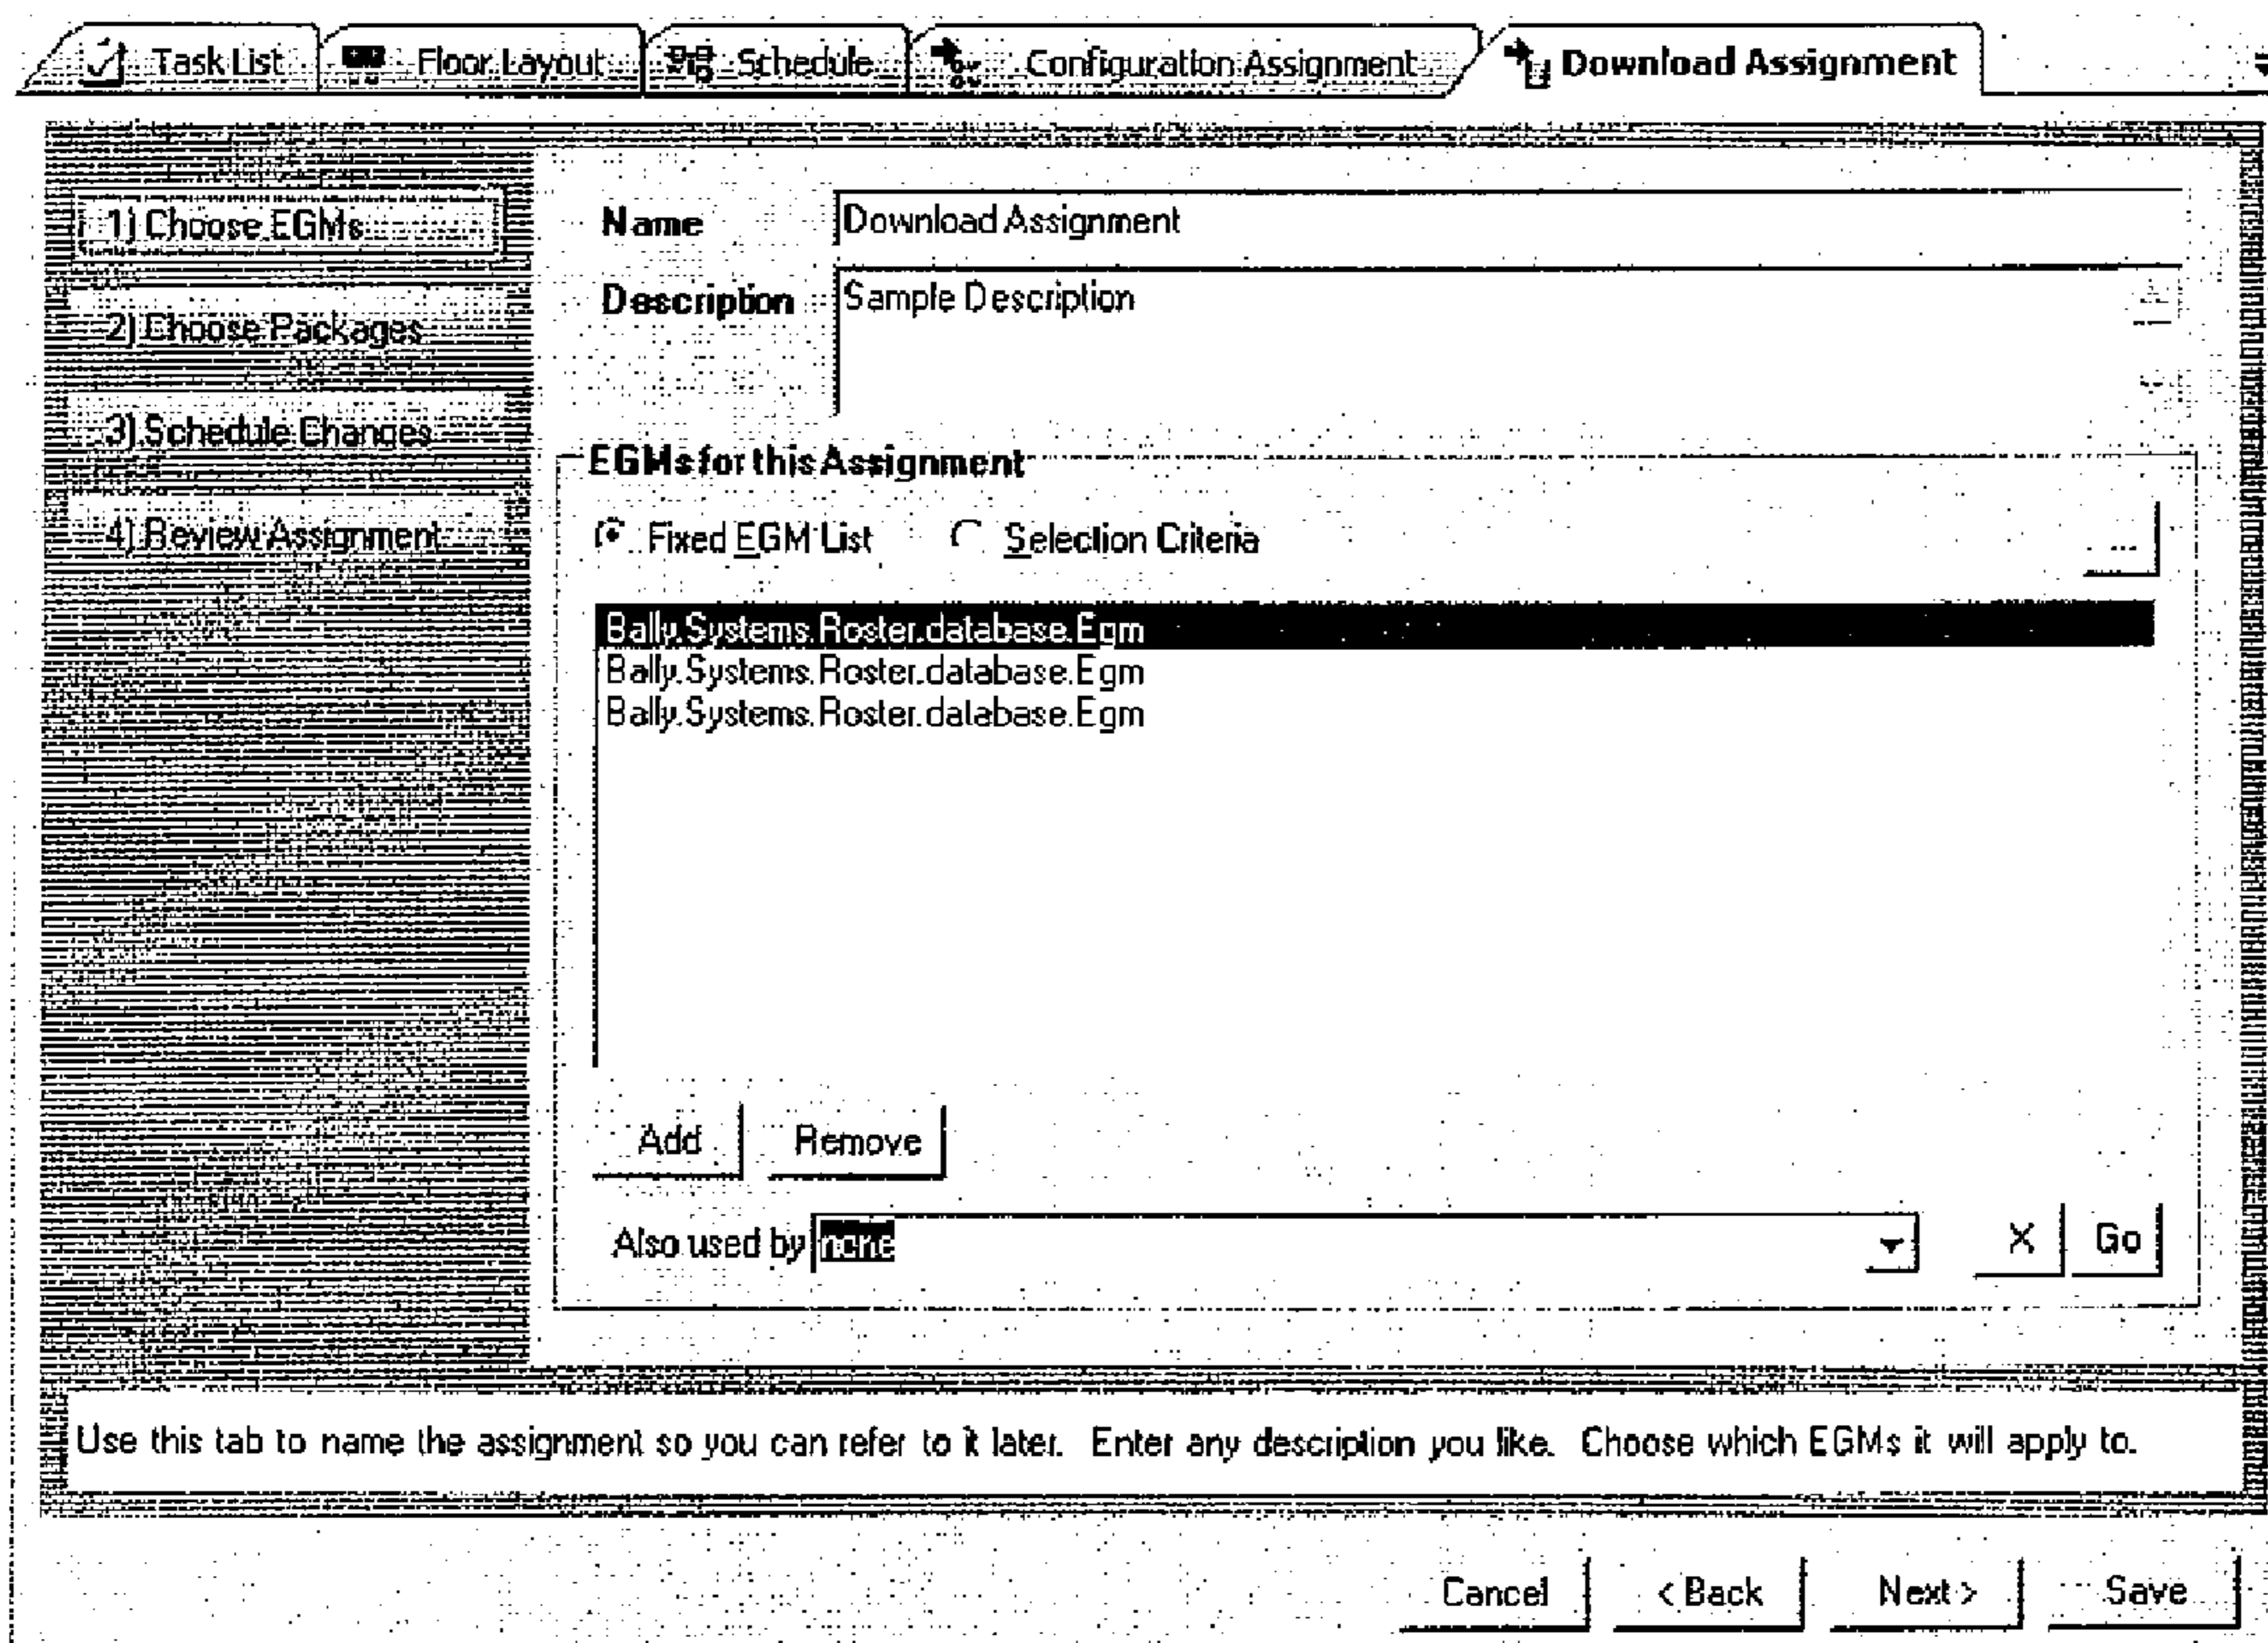 Task List Floor Layout Schedule Configuration Assignment Download Assignment
1) Choose EGMs
2) Choose Packages
3) Schedule Changes
4) Review Assignment
Name Download Assignment
Description Sample Description
EGMs for this Assignment
Fixed EGM List Selection Criteria ...
Bally.Systems.Roster.database.Egm
Bally.Systems.Roster.database.Egm
Bally.Systems.Roster.database.Egm
Add Remove
Also used by none X Go
Use this tab to name the assignment so you can refer to it later. Enter any description you like. Choose which EGMs it will apply to.
Cancel < Back Next > Save